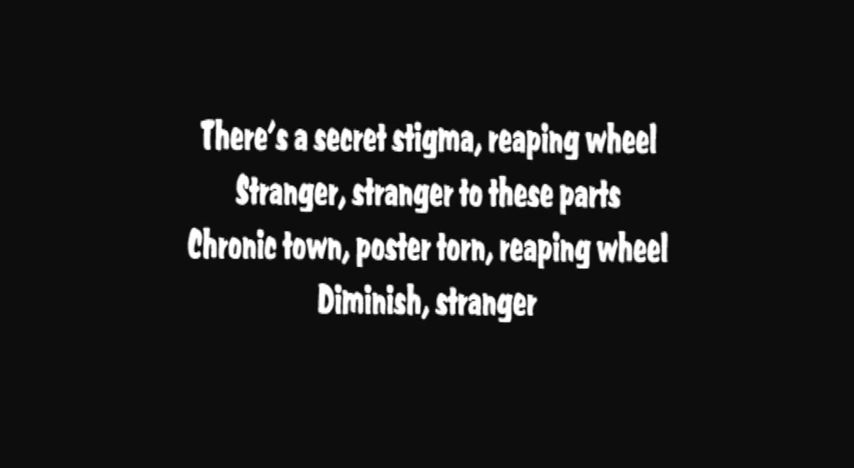 There's a secret stigma, reaping wheel
Stranger, stranger to these parts
Chronic town, poster torn, reaping wheel
Diminish, stranger